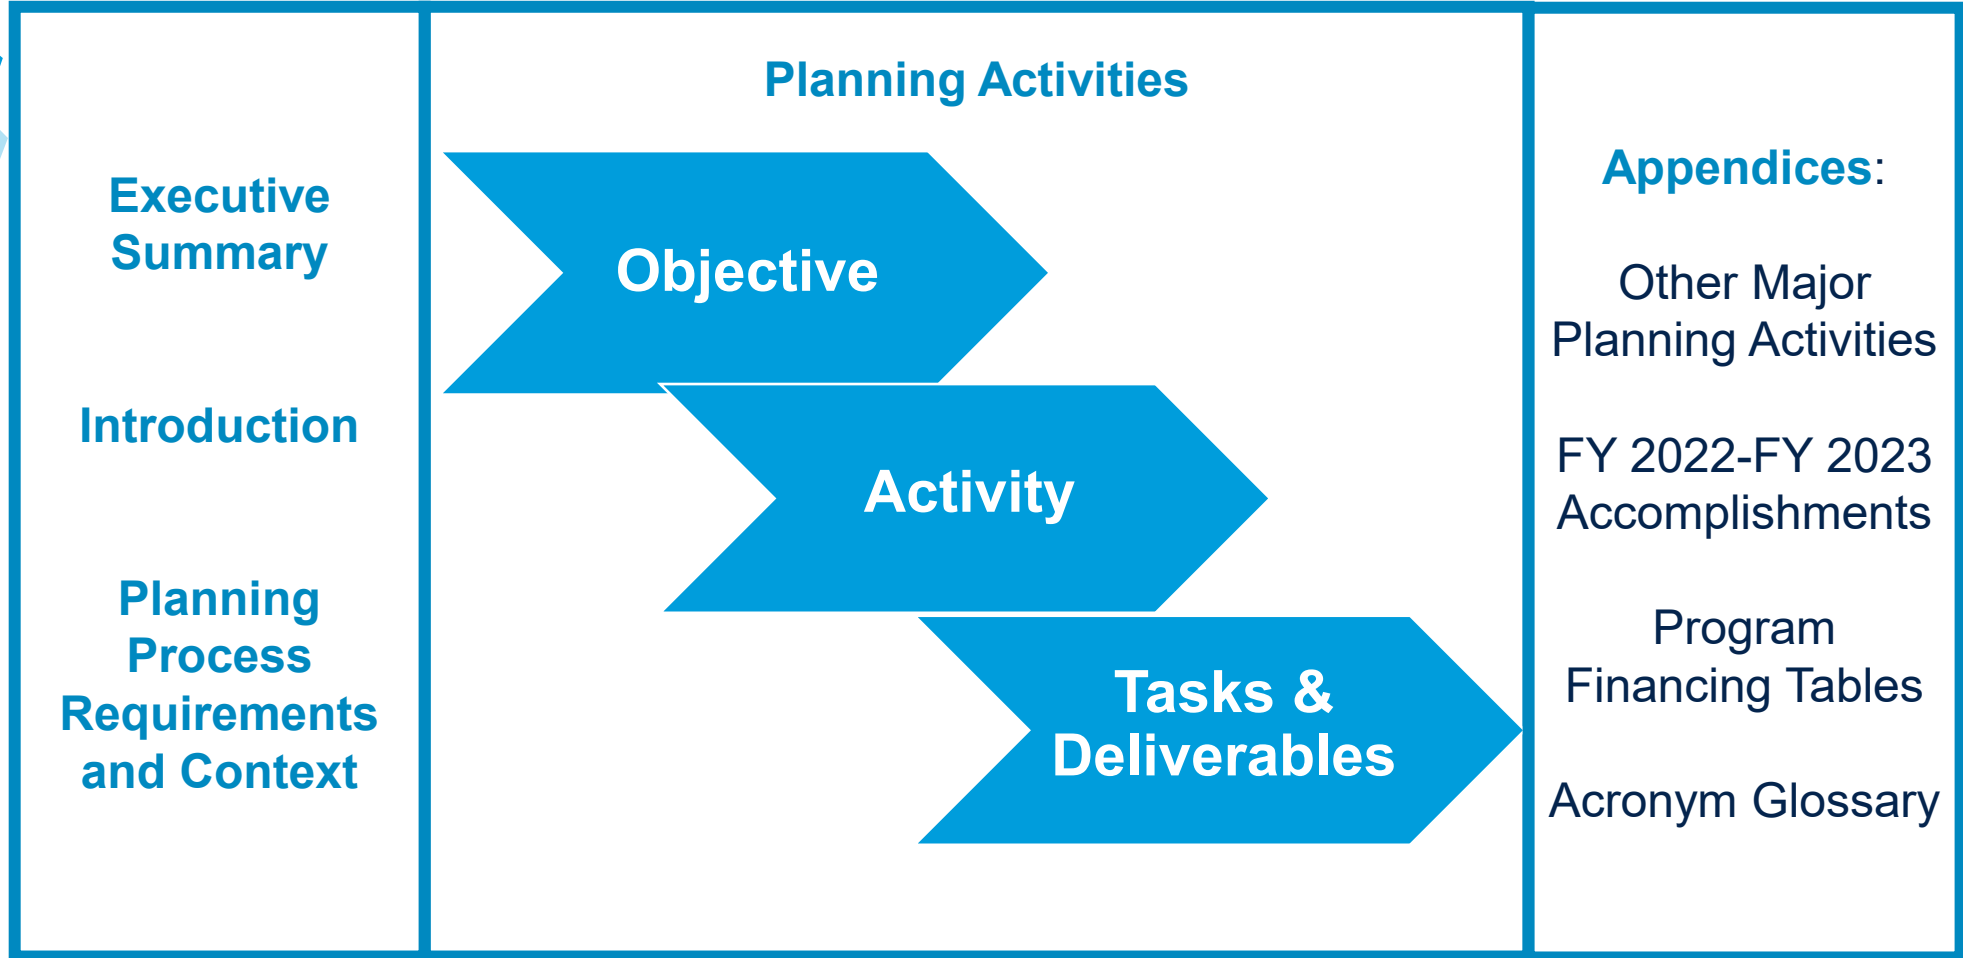 Executive
Summary
Introduction
Planning
Process
Requirements
and Context
Planning Activities
Objective
Activity
Tasks &
Deliverables
Appendices:
Other Major
Planning Activities
FY 2022-FY 2023
Accomplishments
Program
Financing Tables
Acronym Glossary